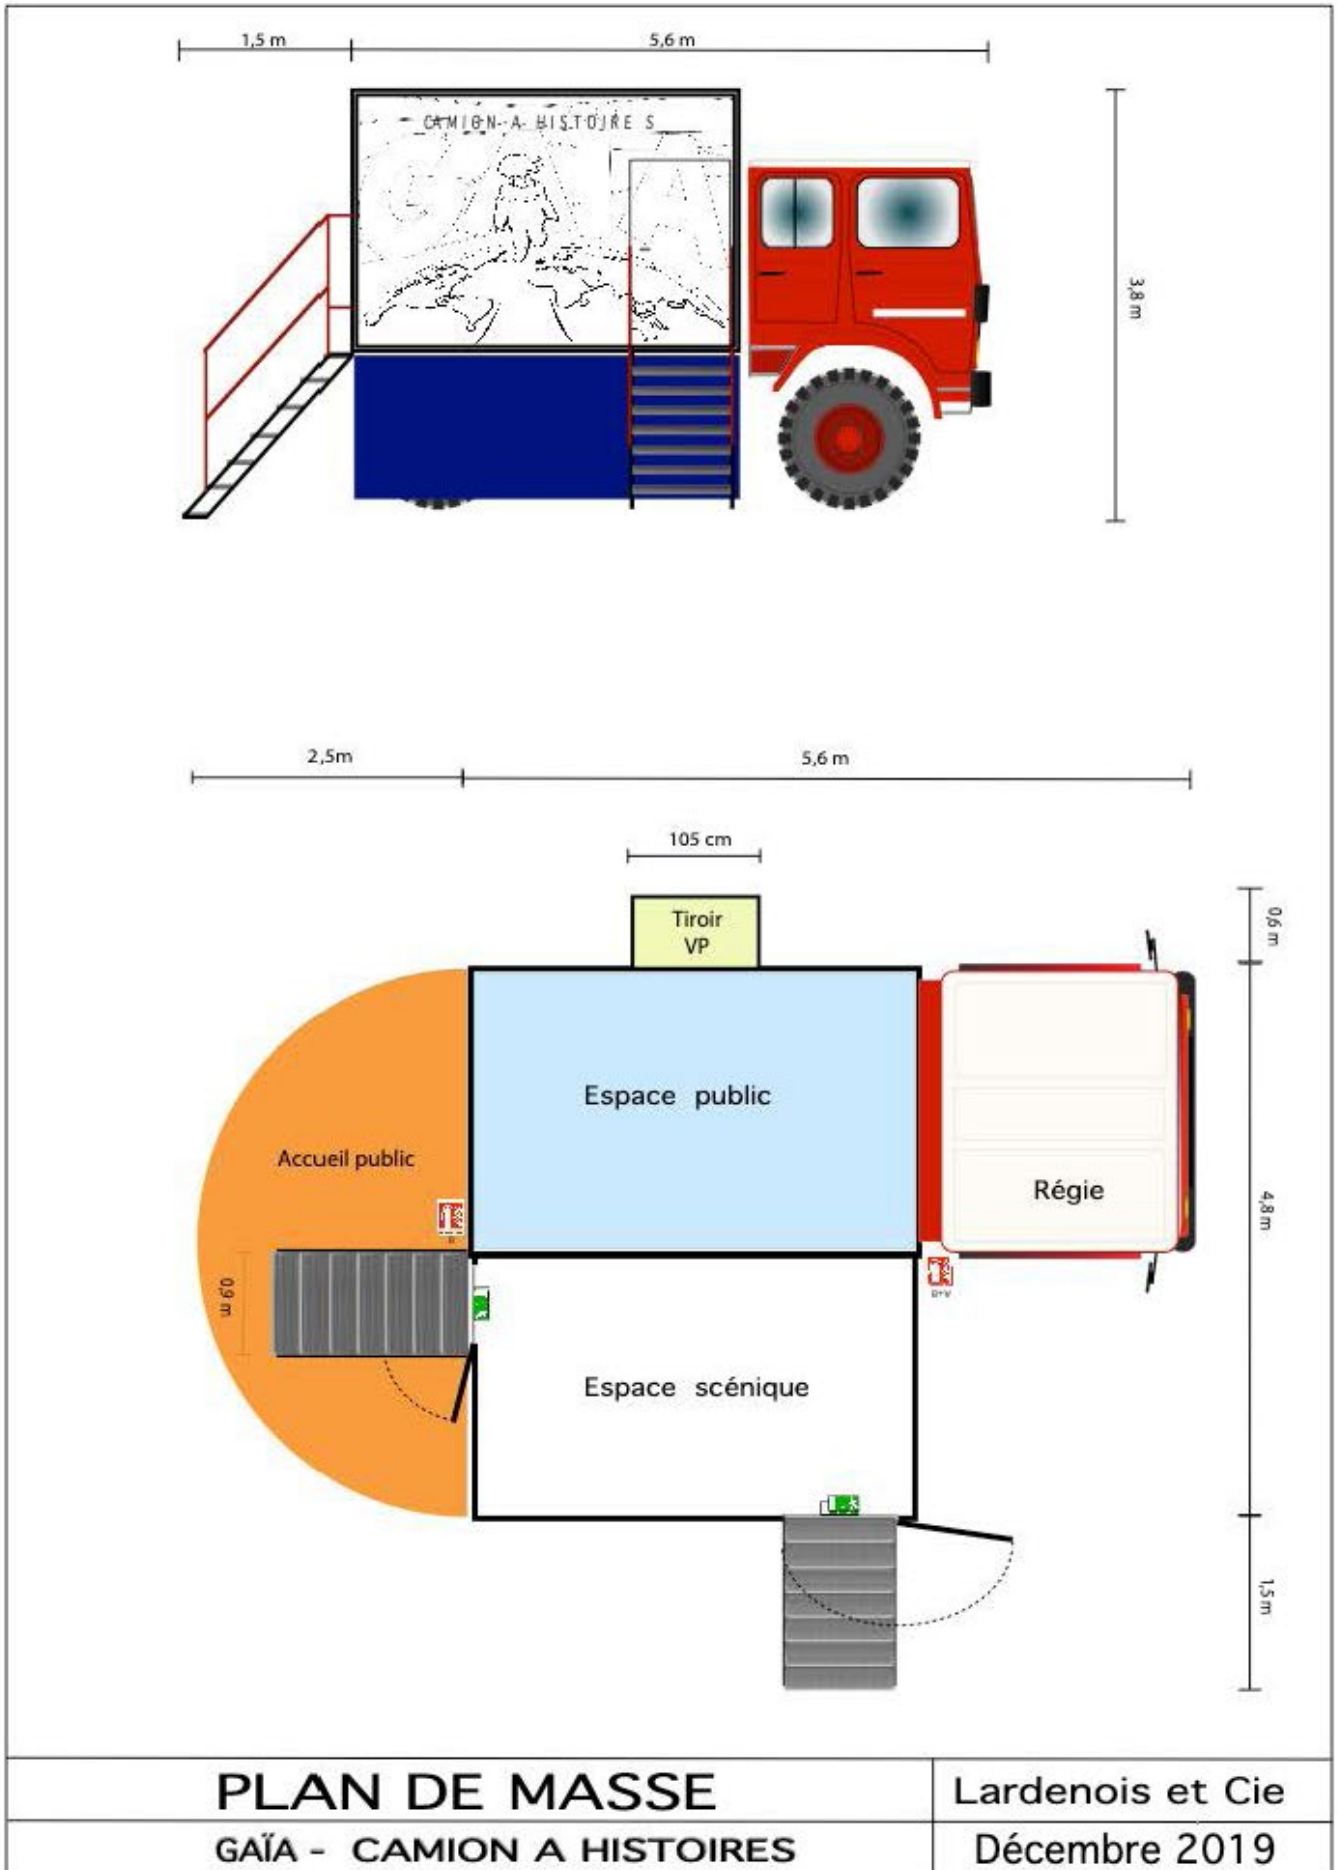 1,5 m
5,6 m
CAMION A HISTOIRE S
3,8 m
2,5m
5,6 m
105 cm
Tiroir
VP
0,6 m
Espace public
Accueil public
Régie
4,8 m
0,9 m
Espace scénique
1,5 m
PLAN DE MASSE
Lardenois et Cie
GAÏA - CAMION A HISTOIRES
Décembre 2019